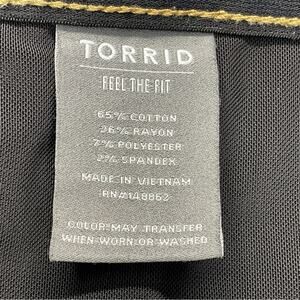 TORRID
FEEL THE FIT
65% COTTON
26% RAYON
7% POLYESTER
2% SPANDEX
MADE IN VIETNAM
RN#148862
COLOR MAY TRANSFER
WHEN WORN OR WASHED